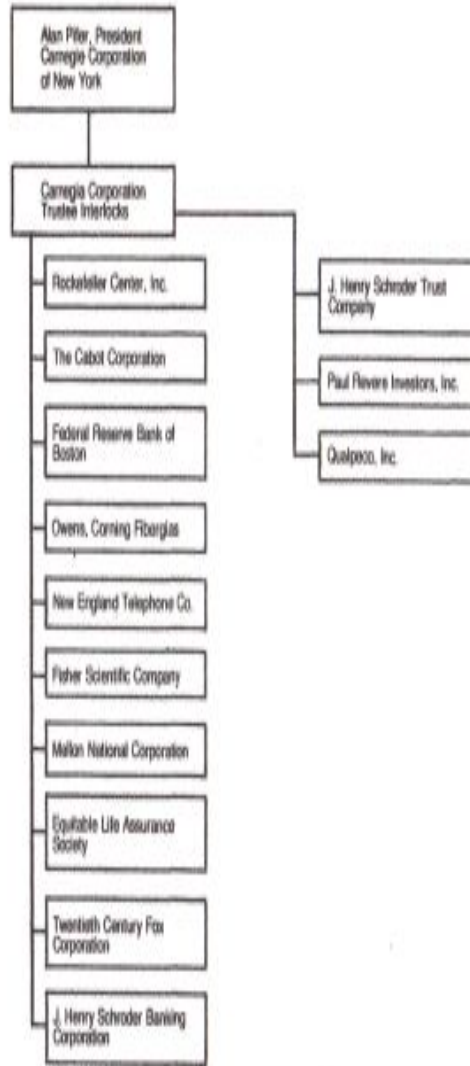 Alan Pifer, President
Carnegie Corporation
of New York
Carnegie Corporation
Trustee Interlocks
Rockefeller Center, Inc.
The Cabot Corporation
Federal Reserve Bank of
Boston
Owens, Corning Fiberglas
New England Telephone Co.
Fisher Scientific Company
Mellon National Corporation
Equitable Life Assurance
Society
Twentieth Century Fox
Corporation
J. Henry Schroder Banking
Corporation
J. Henry Schroder Trust
Company
Paul Revere Investors, Inc.
Qualpeco, Inc.